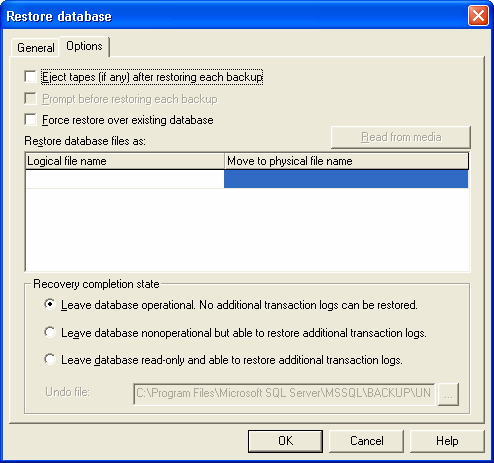 Restore database
General Options
Eject tapes (if any) after restoring each backup
Prompt before restoring each backup
Force restore over existing database
Read from media
Restore database files as:
Logical file name Move to physical file name
Recovery completion state
Leave database operational. No additional transaction logs can be restored.
Leave database nonoperational but able to restore additional transaction logs.
Leave database read-only and able to restore additional transaction logs.
Undo file: C:\Program Files\Microsoft SQL Server\MSSQL\BACKUP\UN ...
OK Cancel Help